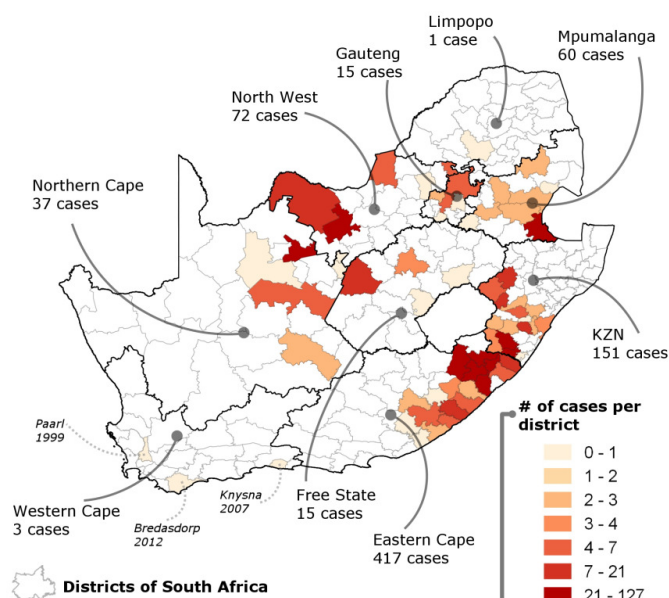 Limpopo
1 case
Mpumalanga
60 cases
Gauteng
15 cases
North West
72 cases
Northern Cape
37 cases
KZN
151 cases
Paarl
1999
Western Cape
3 cases
Bredasdorp
2012
Knysna
2007
Free State
15 cases
Eastern Cape
417 cases
# of cases per
district
0 - 1
1 - 2
2 - 3
3 - 4
4 - 7
7 - 21
21 - 127
Districts of South Africa